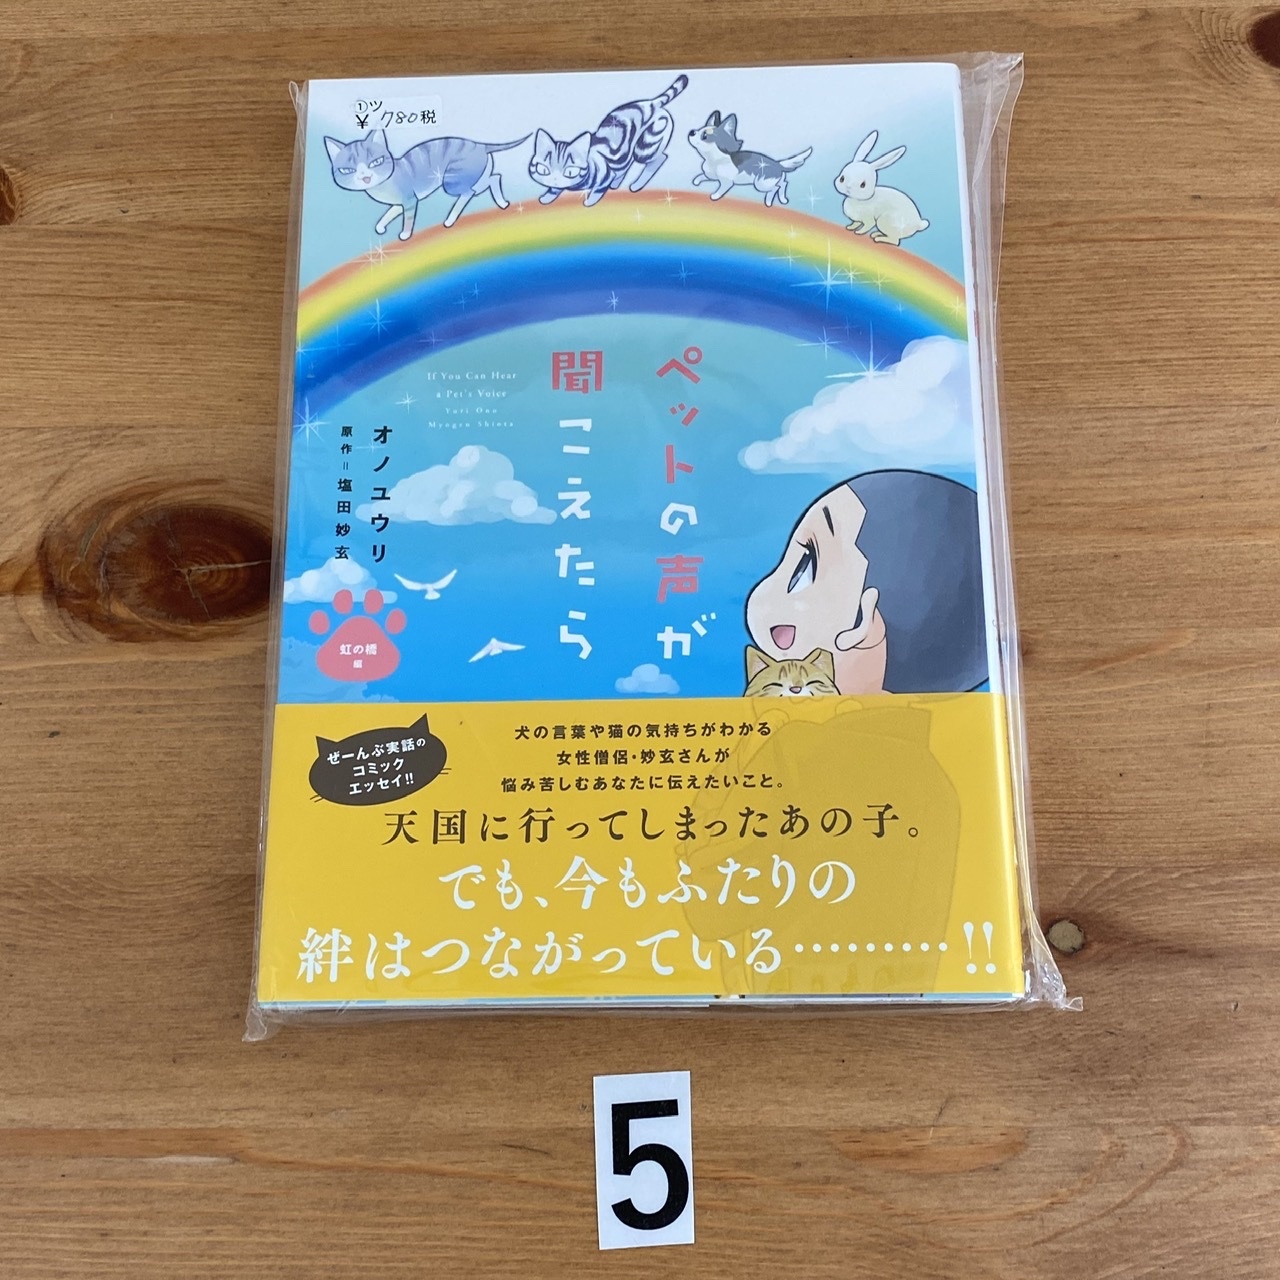 ①ツ
¥780税
ペットの声が
聞こえたら
If You Can Hear
a Pet's Voice
Yuri Ono
Myogen Shiota
オノユウリ
原作=塩田妙玄
虹の橋
編
ぜーんぶ実話の
コミック
エッセイ!!
犬の言葉や猫の気持ちがわかる
女性僧侶・妙玄さんが
悩み苦しむあなたに伝えたいこと。
天国に行ってしまったあの子。
でも、今もふたりの
絆はつながっている………!!
5